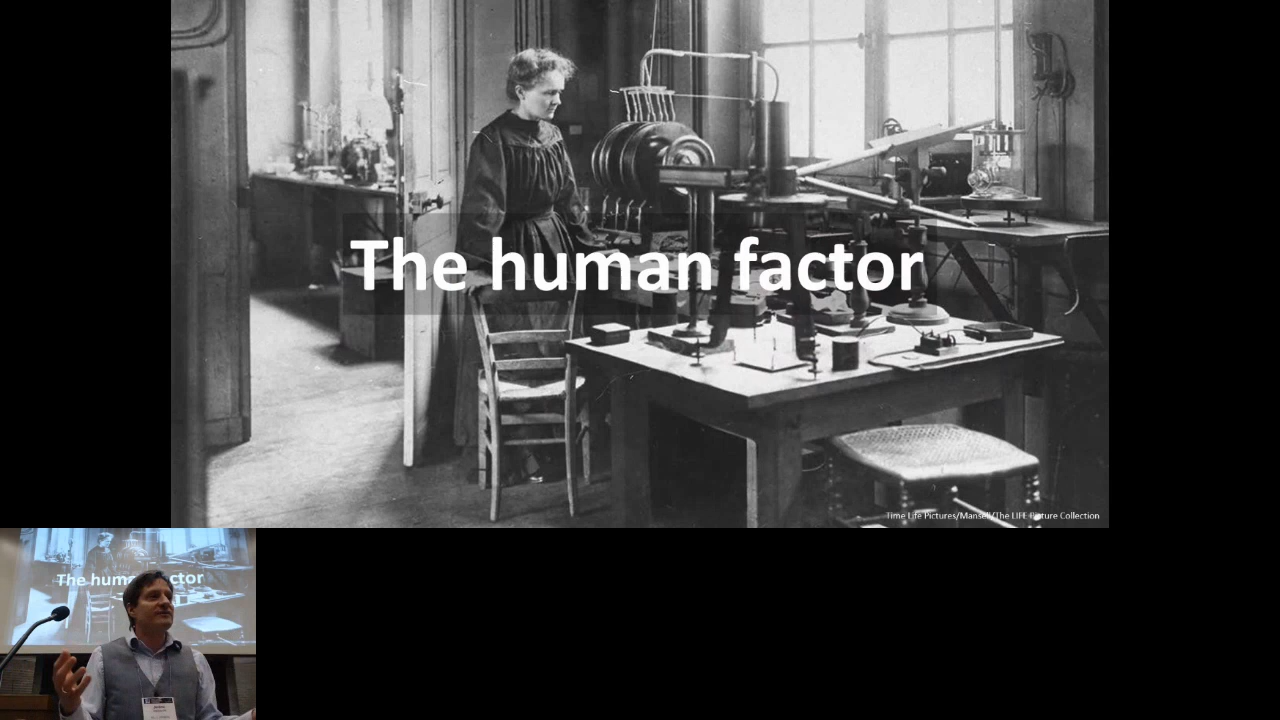 The human factor
Time Life Pictures/Mansell/The LIFE Picture Collection
The human factor